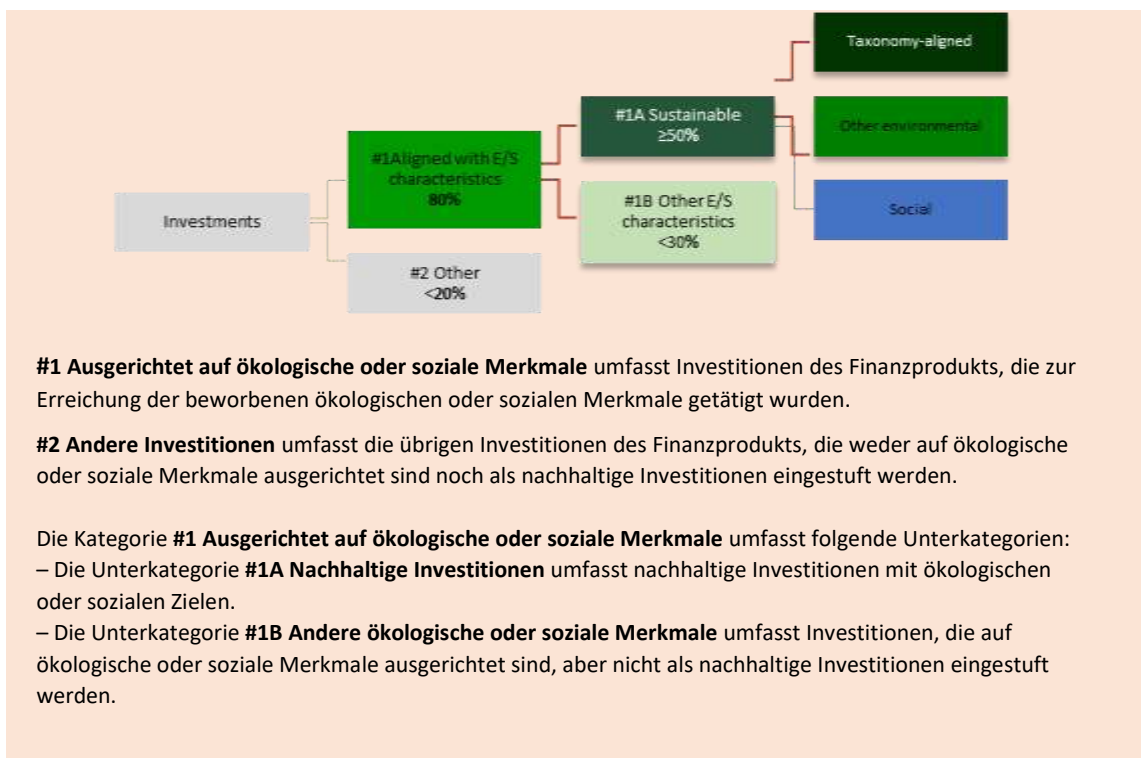 Taxonomy-aligned
#1A Sustainable
≥50%
Other environmental
#1Aligned with E/S
characteristics
80%
#1B Other E/S
characteristics
<30%
Social
Investments
#2 Other
<20%
#1 Ausgerichtet auf ökologische oder soziale Merkmale umfasst Investitionen des Finanzprodukts, die zur
Erreichung der beworbenen ökologischen oder sozialen Merkmale getätigt wurden.
#2 Andere Investitionen umfasst die übrigen Investitionen des Finanzprodukts, die weder auf ökologische
oder soziale Merkmale ausgerichtet sind noch als nachhaltige Investitionen eingestuft werden.
Die Kategorie #1 Ausgerichtet auf ökologische oder soziale Merkmale umfasst folgende Unterkategorien:
– Die Unterkategorie #1A Nachhaltige Investitionen umfasst nachhaltige Investitionen mit ökologischen
oder sozialen Zielen.
– Die Unterkategorie #1B Andere ökologische oder soziale Merkmale umfasst Investitionen, die auf
ökologische oder soziale Merkmale ausgerichtet sind, aber nicht als nachhaltige Investitionen eingestuft
werden.